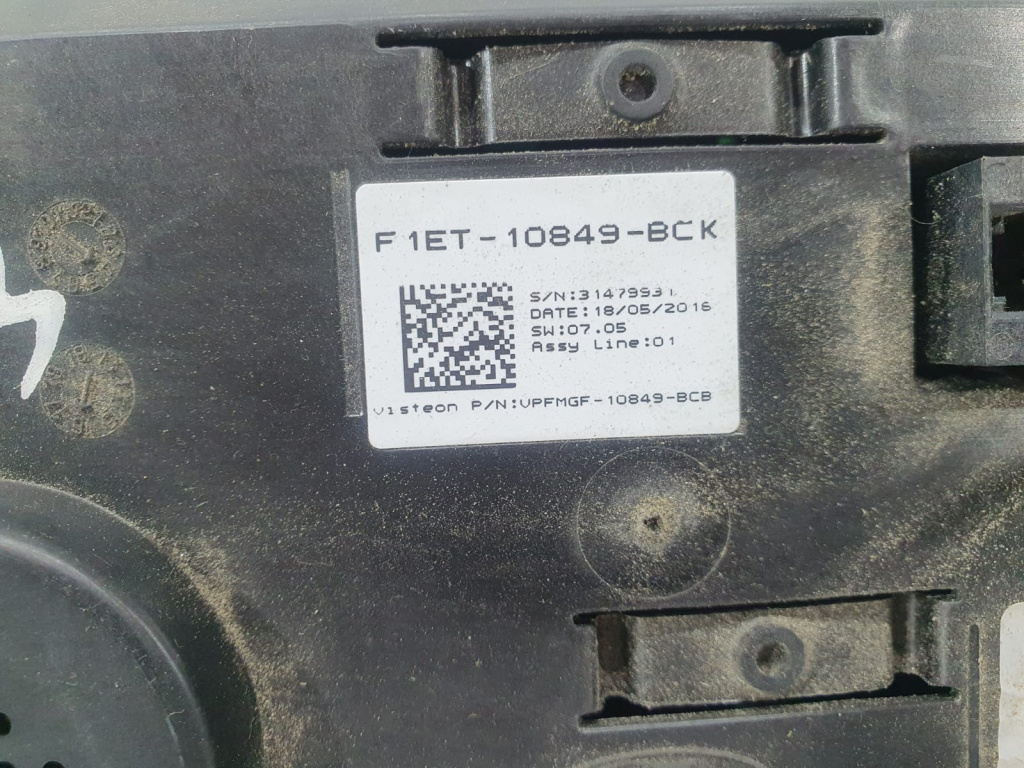 F1ET-10849-BCK
S/N:31479931
DATE:18/05/2016
SW:07.05
Assy Line:01
Visteon P/N:VPFMGF-10849-BCB